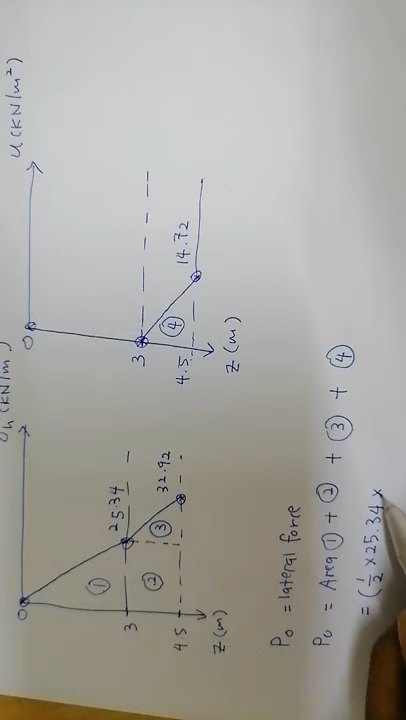 σh (KN/m²)
0
25.34
3
32.92
4.5
Z (m)
①
②
③
u (KN/m²)
0
3
14.72
4.5
Z (m)
④
Po = lateral force
Po = Area ① + ② + ③ + ④
= (½ × 25.34 ×